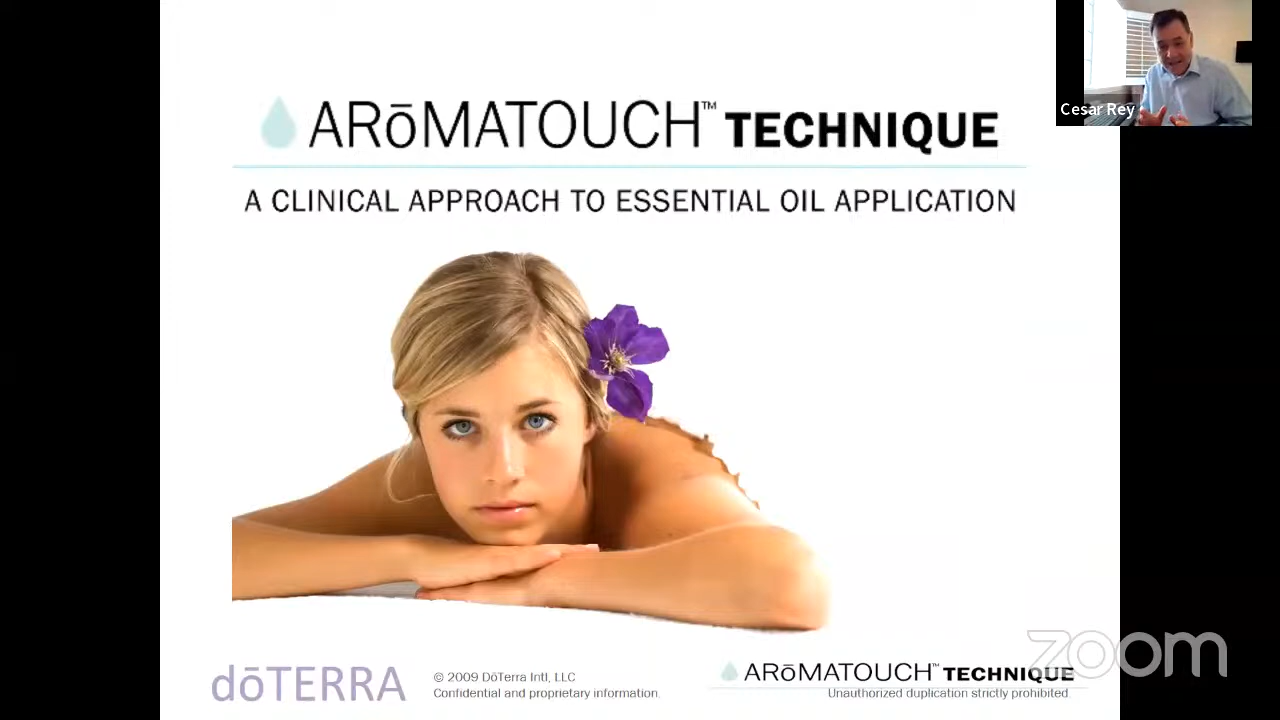 Cesar Rey
ARōMATOUCH™ TECHNIQUE
A CLINICAL APPROACH TO ESSENTIAL OIL APPLICATION
zoom
dōTERRA
© 2009 DōTerra Intl, LLC
Confidential and proprietary information.
ARōMATOUCH™ TECHNIQUE
Unauthorized duplication strictly prohibited